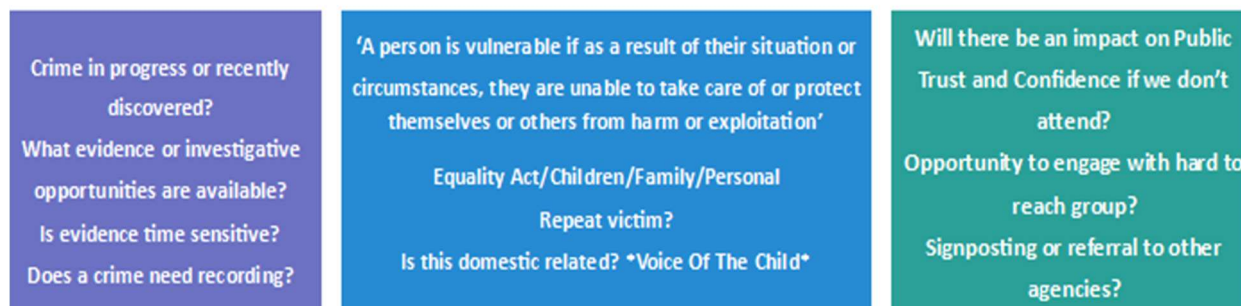 Crime in progress or recently
discovered?
What evidence or investigative
opportunities are available?
Is evidence time sensitive?
Does a crime need recording?
‘A person is vulnerable if as a result of their situation or
circumstances, they are unable to take care of or protect
themselves or others from harm or exploitation’
Equality Act/Children/Family/Personal
Repeat victim?
Is this domestic related? *Voice Of The Child*
Will there be an impact on Public
Trust and Confidence if we don’t
attend?
Opportunity to engage with hard to
reach group?
Signposting or referral to other
agencies?